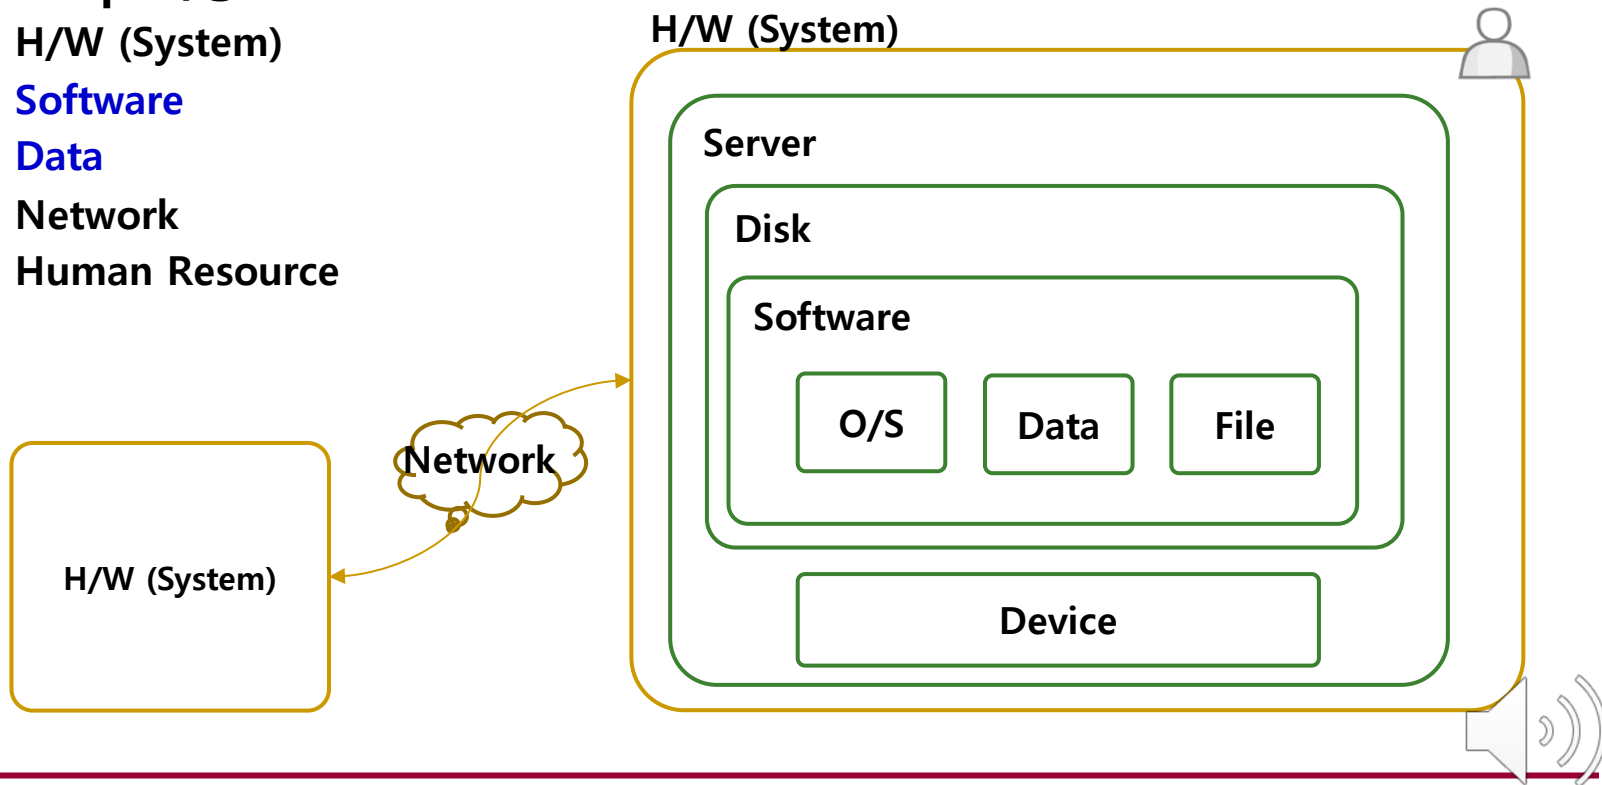 H/W (System)
Software
Data
Network
Human Resource
H/W (System)
Server
Disk
Software
O/S
Data
File
Device
Network
H/W (System)